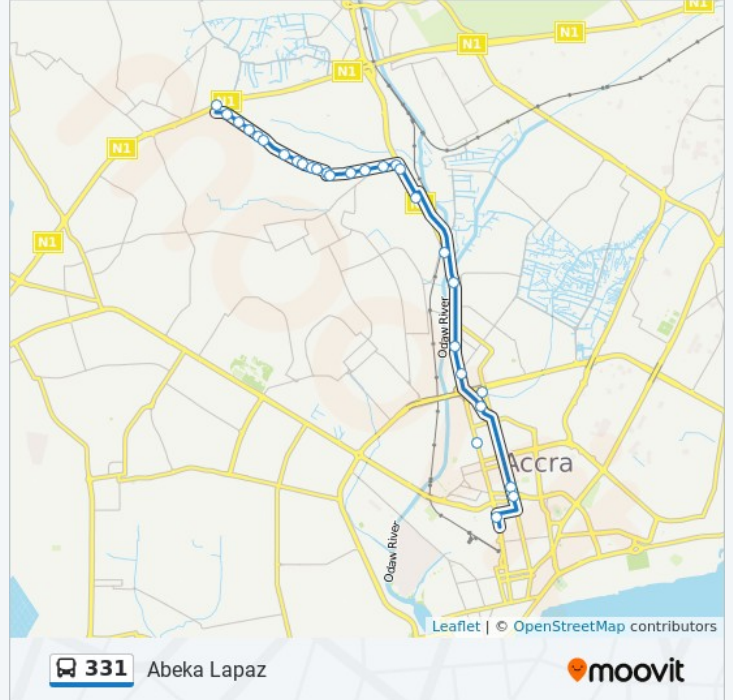 N1
N1
N1
N1
N1
N1
N1
Odaw River
Accra
Odaw River
Leaflet | © OpenStreetMap contributors
331 Abeka Lapaz
moovit